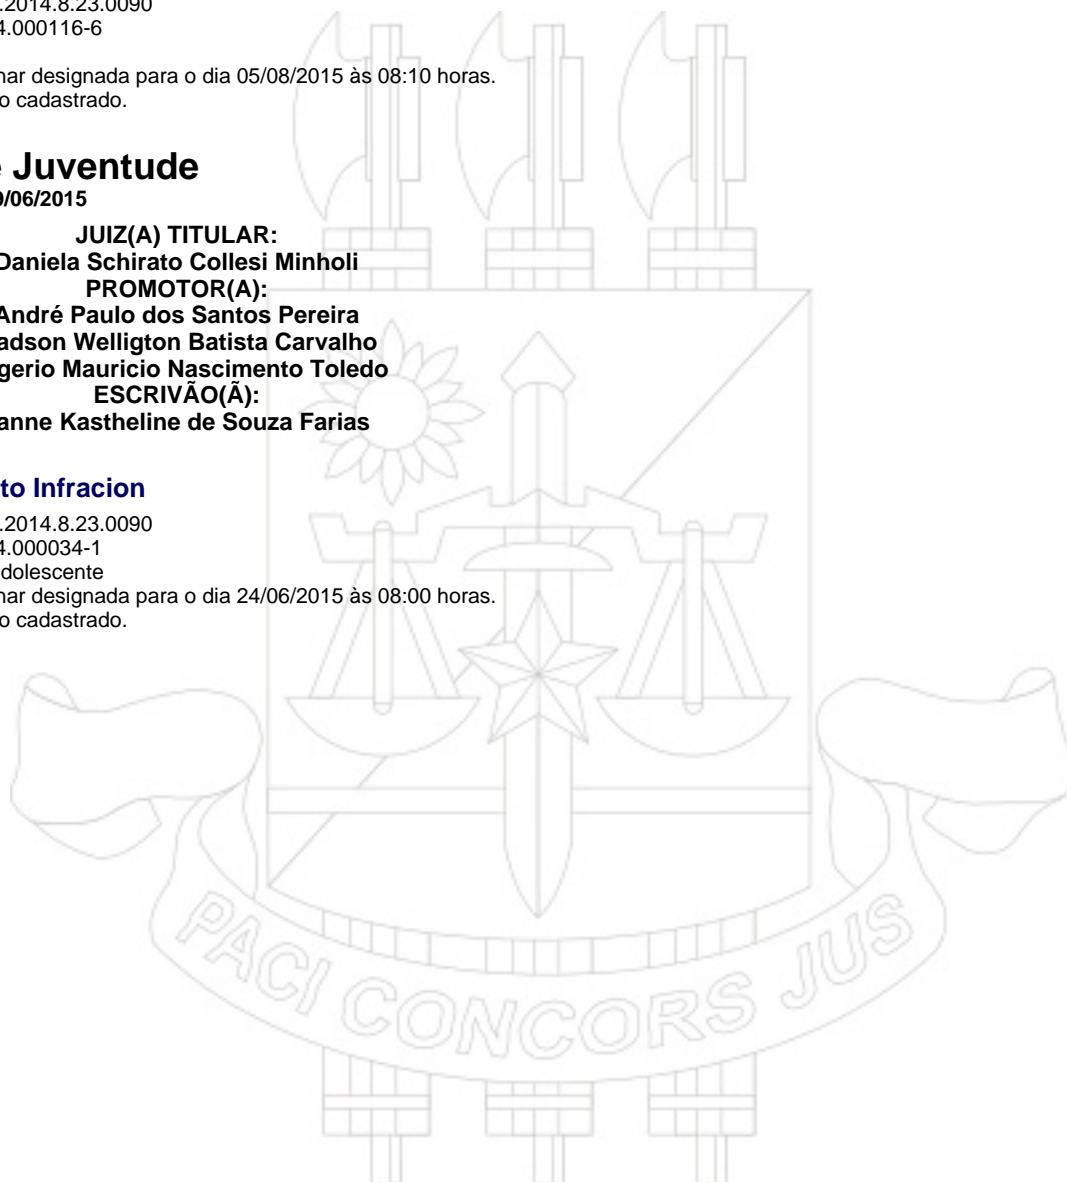 .2014.8.23.0090
4.000116-6
nar designada para o dia 05/08/2015 às 08:10 horas.
o cadastrado.
e Juventude
9/06/2015
JUIZ(A) TITULAR:
Daniela Schirato Collesi Minholi
PROMOTOR(A):
André Paulo dos Santos Pereira
adson Welligton Batista Carvalho
gerio Mauricio Nascimento Toledo
ESCRIVÃO(Ã):
anne Kastheline de Souza Farias
to Infracion
.2014.8.23.0090
4.000034-1
dolescente
nar designada para o dia 24/06/2015 às 08:00 horas.
o cadastrado.
PACI CONCORS JUS